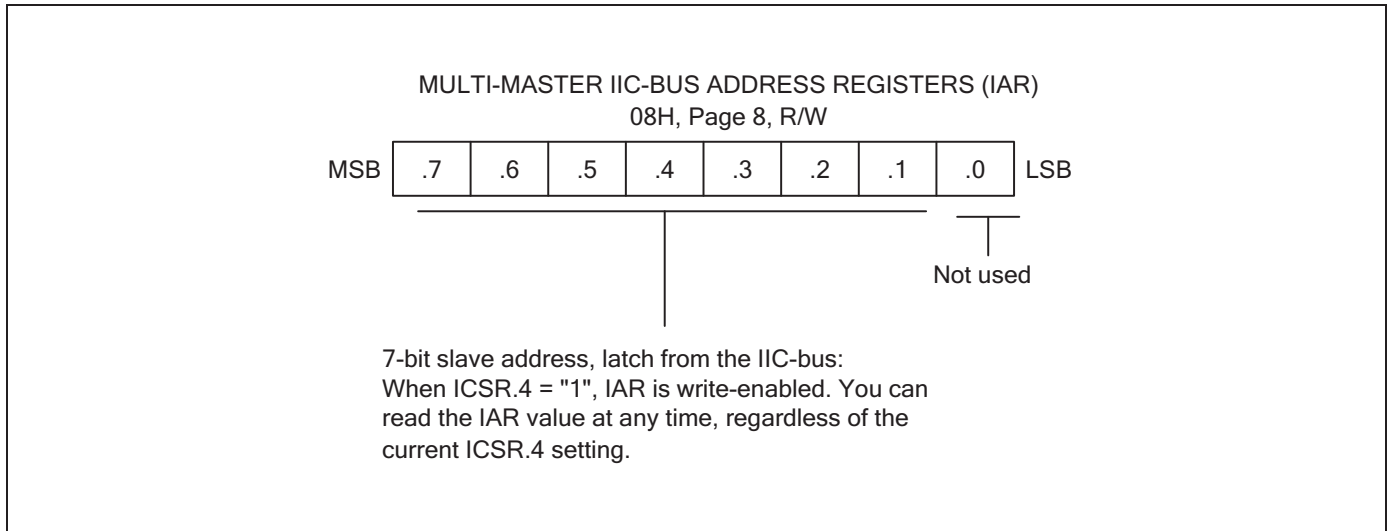 MULTI-MASTER IIC-BUS ADDRESS REGISTERS (IAR)
08H, Page 8, R/W
MSB .7 .6 .5 .4 .3 .2 .1 .0 LSB
Not used
7-bit slave address, latch from the IIC-bus:
When ICSR.4 = "1", IAR is write-enabled. You can
read the IAR value at any time, regardless of the
current ICSR.4 setting.